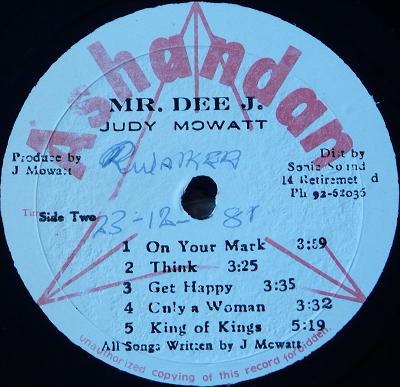 Ashandan
MR. DEE J.
JUDY MOWATT
Produce by
J Mowatt
Dist by
Sonic Sound
14 Retiremet d
Ph 92-62036
Side Two
23-12-81
1 On Your Mark 3:59
2 Think 3:25
3 Get Happy 3:35
4 Only a Woman 3:32
5 King of Kings 5:19
All Songs Written by J Mowatt
unauthorized copying of this record forbidden.